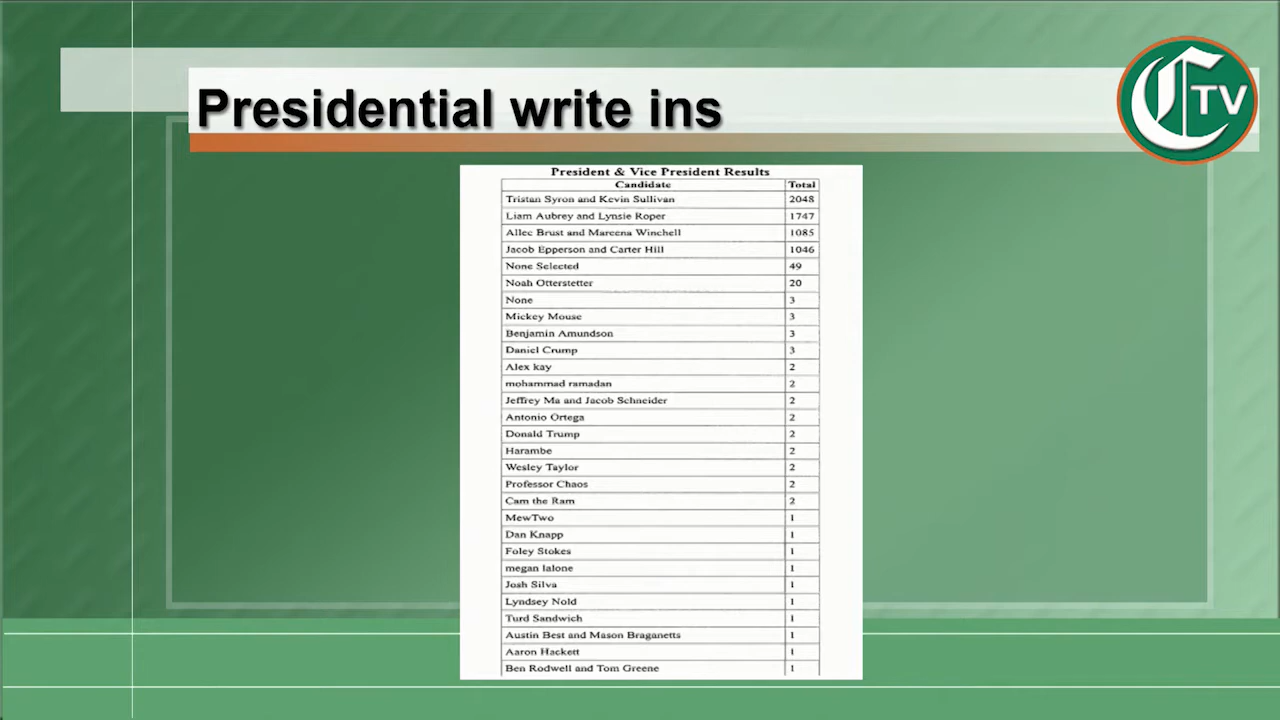 Presidential write ins
CTV
President & Vice President Results
Candidate Total
Tristan Syron and Kevin Sullivan 2048
Liam Aubrey and Lynsie Roper 1747
Allec Brust and Mareena Winchell 1085
Jacob Epperson and Carter Hill 1046
None Selected 49
Noah Otterstetter 20
None 3
Mickey Mouse 3
Benjamin Amundson 3
Daniel Crump 3
Alex kay 2
mohammad ramadan 2
Jeffrey Ma and Jacob Schneider 2
Antonio Ortega 2
Donald Trump 2
Harambe 2
Wesley Taylor 2
Professor Chaos 2
Cam the Ram 2
MewTwo 1
Dan Knapp 1
Foley Stokes 1
megan lalone 1
Josh Silva 1
Lyndsey Nold 1
Turd Sandwich 1
Austin Best and Mason Braganetts 1
Aaron Hackett 1
Ben Rodwell and Tom Greene 1